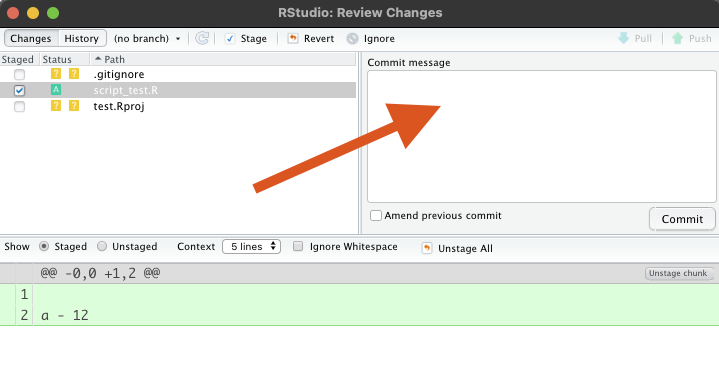 RStudio: Review Changes
Changes History (no branch) Stage Revert Ignore Pull Push
Staged Status Path
Commit message
? ? .gitignore
A script_test.R
? ? test.Rproj
Amend previous commit
Commit
Show Staged Unstaged Context 5 lines Ignore Whitespace Unstage All
@@ -0,0 +1,2 @@ Unstage chunk
1
2 a - 12